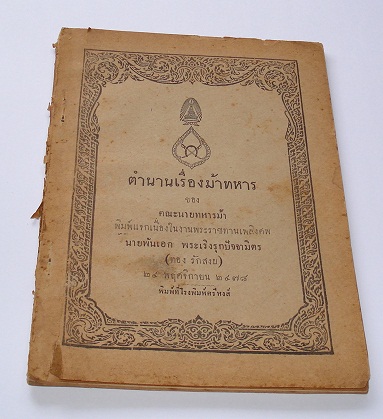 ตำนานเรื่องม้าทหาร
ของ
คณะนายทหารม้า
พิมพ์แจกเนื่องในงานพระราชทานเพลิงศพ
นายพันเอก พระเริงรุกปัจจามิตร
(ทอง รักสงบ)
๒๔ พฤศจิกายน ๒๔๗๘
พิมพ์ที่โรงพิมพ์ศรีหงส์